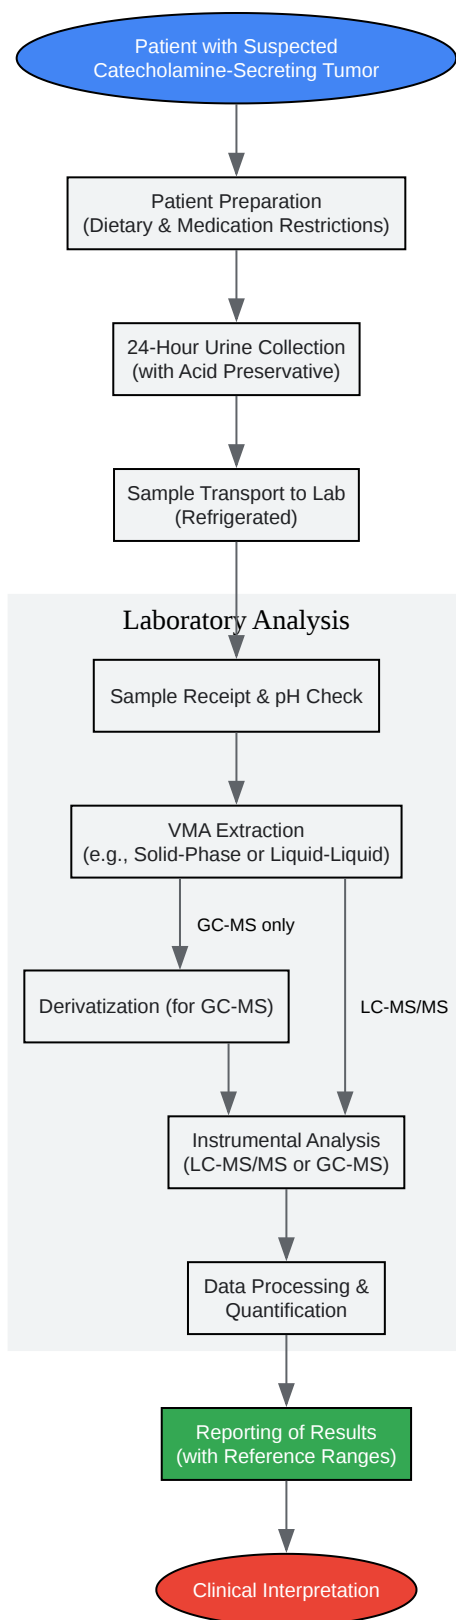 Patient with Suspected
Catecholamine-Secreting Tumor
Patient Preparation
(Dietary & Medication Restrictions)
24-Hour Urine Collection
(with Acid Preservative)
Sample Transport to Lab
(Refrigerated)
Laboratory Analysis
Sample Receipt & pH Check
VMA Extraction
(e.g., Solid-Phase or Liquid-Liquid)
GC-MS only
Derivatization (for GC-MS)
LC-MS/MS
Instrumental Analysis
(LC-MS/MS or GC-MS)
Data Processing &
Quantification
Reporting of Results
(with Reference Ranges)
Clinical Interpretation